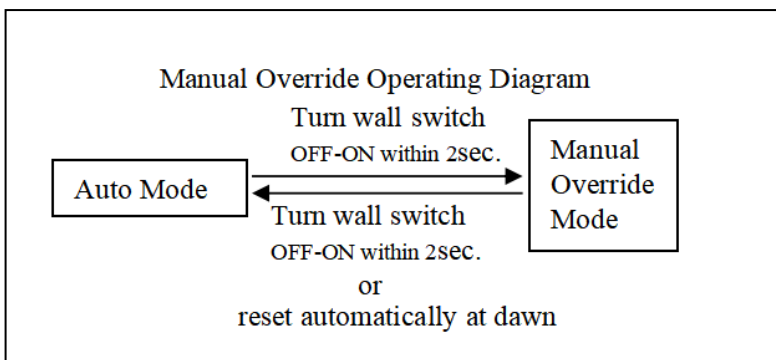 Manual Override Operating Diagram
Turn wall switch
OFF-ON within 2sec.
Auto Mode
Manual
Override
Mode
Turn wall switch
OFF-ON within 2sec.
or
reset automatically at dawn